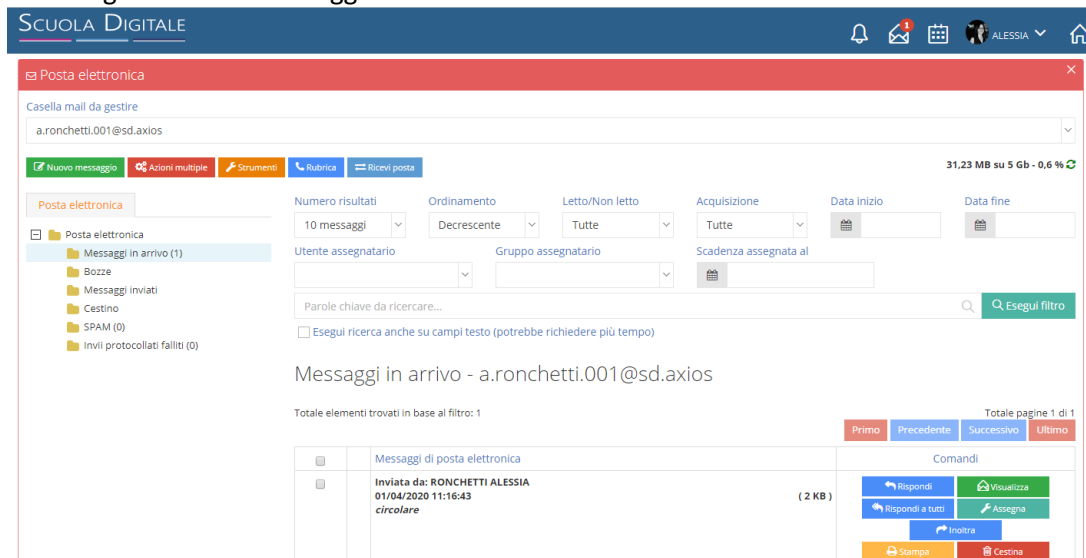 SCUOLA DIGITALE
1
ALESSIA
Posta elettronica
Casella mail da gestire
a.ronchetti.001@sd.axios
Nuovo messaggio Azioni multiple Strumenti Rubrica Ricevi posta 31,23 MB su 5 Gb - 0,6 %
Posta elettronica
Posta elettronica
Messaggi in arrivo (1)
Bozze
Messaggi inviati
Cestino
SPAM (0)
Invii protocollati falliti (0)
Numero risultati Ordinamento Letto/Non letto Acquisizione Data inizio Data fine
10 messaggi Decrescente Tutte Tutte
Utente assegnatario Gruppo assegnatario Scadenza assegnata al
Parole chiave da ricercare... Esegui filtro
Esegui ricerca anche su campi testo (potrebbe richiedere più tempo)
Messaggi in arrivo - a.ronchetti.001@sd.axios
Totale elementi trovati in base al filtro: 1 Totale pagine 1 di 1
Primo Precedente Successivo Ultimo
Messaggi di posta elettronica Comandi
Inviata da: RONCHETTI ALESSIA
01/04/2020 11:16:43 ( 2 KB )
circolare
Rispondi Visualizza
Rispondi a tutti Assegna
Inoltra
Stampa Cestina